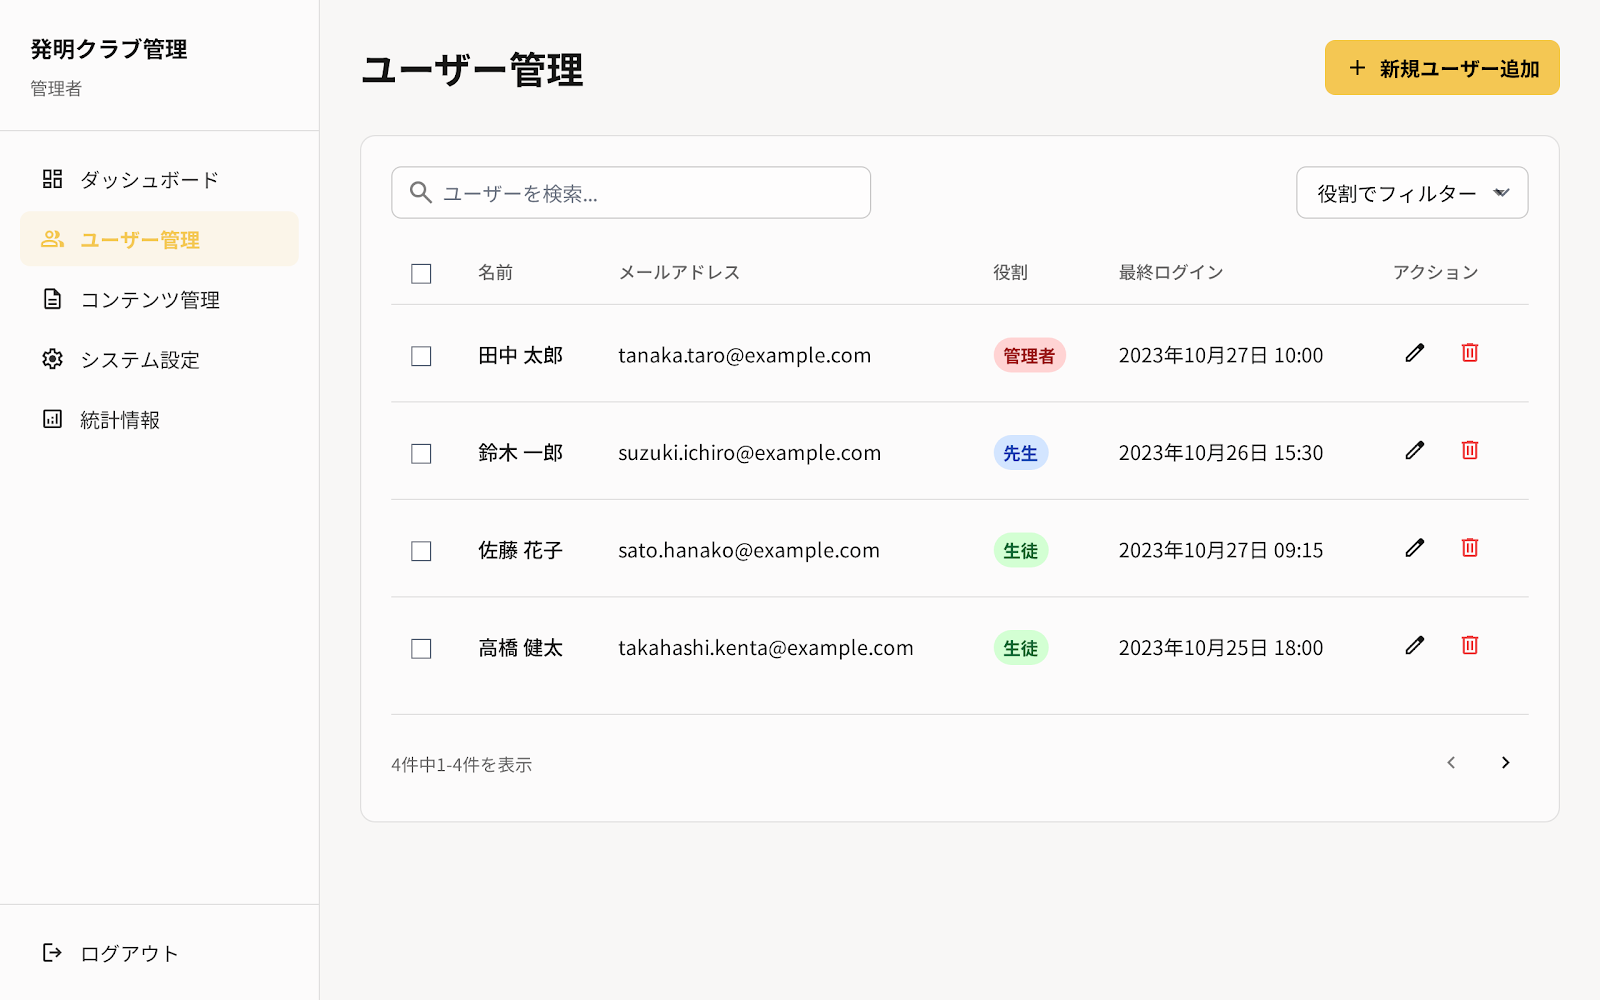 発明クラブ管理
管理者
ダッシュボード
ユーザー管理
コンテンツ管理
システム設定
統計情報
ログアウト
ユーザー管理
新規ユーザー追加
ユーザーを検索...
役割でフィルター
名前 メールアドレス 役割 最終ログイン アクション
田中 太郎 tanaka.taro@example.com 管理者 2023年10月27日 10:00
鈴木 一郎 suzuki.ichiro@example.com 先生 2023年10月26日 15:30
佐藤 花子 sato.hanako@example.com 生徒 2023年10月27日 09:15
高橋 健太 takahashi.kenta@example.com 生徒 2023年10月25日 18:00
4件中1-4件を表示